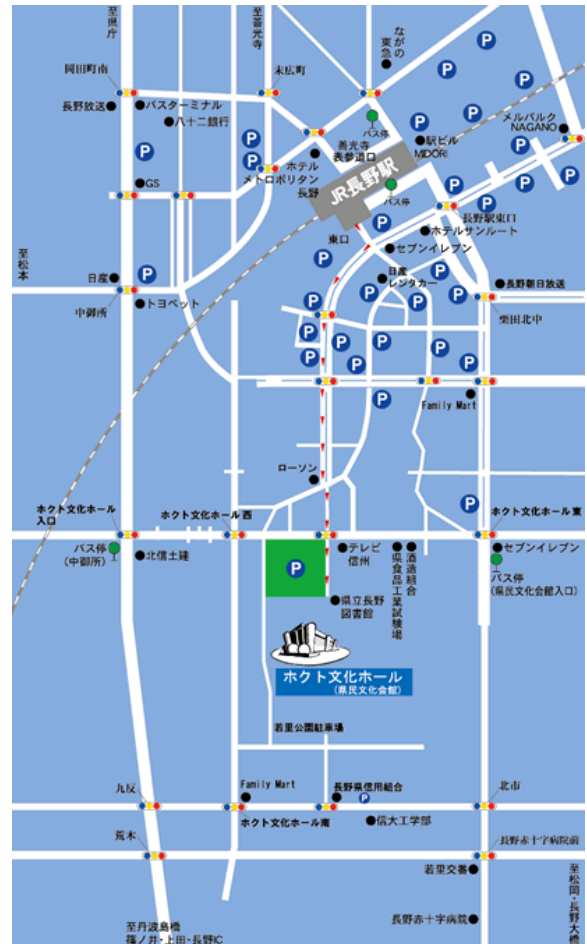 至県庁
至善光寺
ながの
東急
岡田町南
末広町
P
長野放送
バスターミナル
八十二銀行
バス停
善光寺
表参道口
駅ビル
MIDORI
メルパルク
NAGANO
ホテル
メトロポリタン
長野
JR長野駅
バス停
GS
長野駅東口
ホテルサンルート
東口
セブンイレブン
至松本
日産
日産
レンタカー
長野朝日放送
トヨペット
中御所
栗田北中
Family Mart
ローソン
ホクト文化ホール
入口
ホクト文化ホール 西
ホクト文化ホール 東
バス停
(中御所)
北信土建
P
テレビ
信州
県食品工業試験場
酒造組合
セブンイレブン
バス停
(県民文化会館入口)
県立長野
図書館
ホクト文化ホール
(県民文化会館)
若里公園駐車場
九反
Family Mart
長野県信用組合
P
北市
ホクト文化ホール南
信大工学部
荒木
長野赤十字病院前
若里交番
長野赤十字病院
至丹波島橋
篠ノ井・上田・長野IC
至松岡・長野大橋